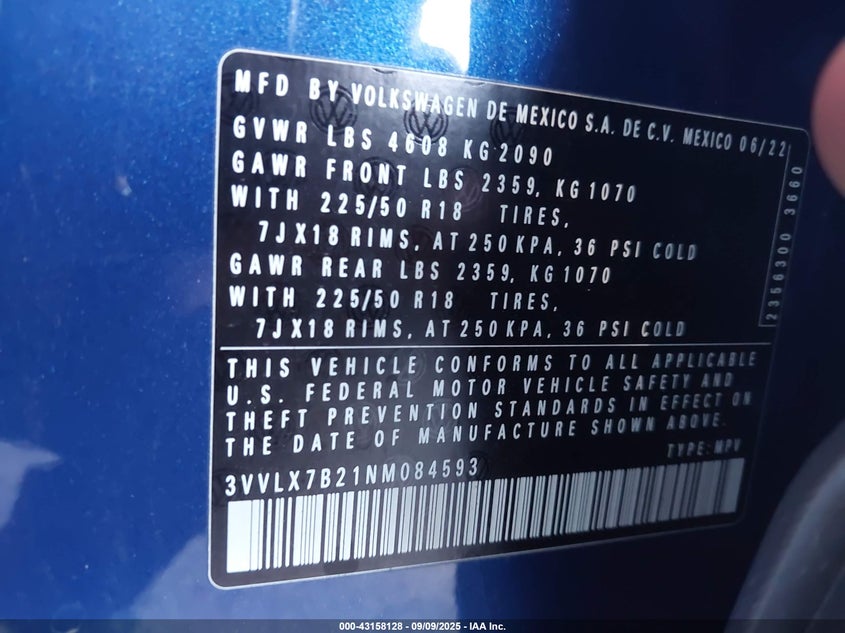 MFD BY VOLKSWAGEN DE MEXICO S.A. DE C.V. MEXICO 06/22
GVWR LBS 4608 KG 2090
GAWR FRONT LBS 2359, KG 1070
WITH 225/50 R18 TIRES,
7JX18 RIMS, AT 250 KPA, 36 PSI COLD
GAWR REAR LBS 2359, KG 1070
WITH 225/50 R18 TIRES,
7JX18 RIMS, AT 250 KPA, 36 PSI COLD
2356300 3660
THIS VEHICLE CONFORMS TO ALL APPLICABLE
U.S. FEDERAL MOTOR VEHICLE SAFETY AND
THEFT PREVENTION STANDARDS IN EFFECT ON
THE DATE OF MANUFACTURE SHOWN ABOVE.
TYPE: MPV
3VVLX7B21NM084593
000-43158128 - 09/09/2025 - IAA Inc.